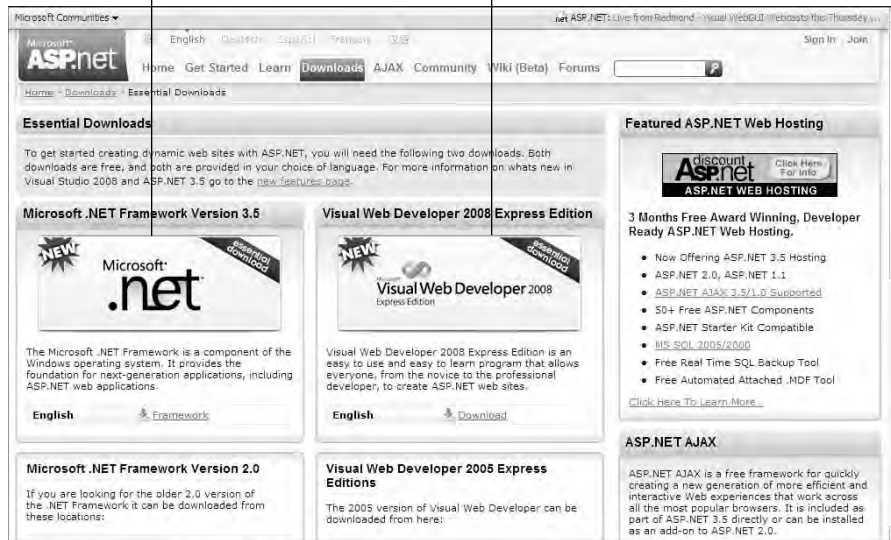 Microsoft Communities
.net ASP.NET: Live from Redmond - Visual WebGUI Webcasts this Thursday ...
English Deutsch Español Français
Sign In Join
Microsoft
ASP.net
Home Get Started Learn Downloads AJAX Community Wiki (Beta) Forums
Home > Downloads > Essential Downloads
Essential Downloads
To get started creating dynamic web sites with ASP.NET, you will need the following two downloads. Both
downloads are free, and both are provided in your choice of language. For more information on whats new in
Visual Studio 2008 and ASP.NET 3.5 go to the new features page.
Microsoft .NET Framework Version 3.5
NEW
essential download
Microsoft
.net
The Microsoft .NET Framework is a component of the
Windows operating system. It provides the
foundation for next-generation applications, including
ASP.NET web applications.
English Framework
Visual Web Developer 2008 Express Edition
NEW
essential download
Microsoft
Visual Web Developer 2008
Express Edition
Visual Web Developer 2008 Express Edition is an
easy to use and easy to learn program that allows
everyone, from the novice to the professional
developer, to create ASP.NET web sites.
English Download
Microsoft .NET Framework Version 2.0
If you are looking for the older 2.0 version of
the .NET Framework it can be downloaded from
these locations:
Visual Web Developer 2005 Express
Editions
The 2005 version of Visual Web Developer can be
downloaded from here:
Featured ASP.NET Web Hosting
discount
ASP.net
Click Here
For Info
ASP.NET WEB HOSTING
3 Months Free Award Winning, Developer
Ready ASP.NET Web Hosting.
Now Offering ASP.NET 3.5 Hosting
ASP.NET 2.0, ASP.NET 1.1
ASP.NET AJAX 3.5/1.0 Supported
50+ Free ASP.NET Components
ASP.NET Starter Kit Compatible
MS SQL 2005/2000
Free Real Time SQL Backup Tool
Free Automated Attached .MDF Tool
Click Here To Learn More...
ASP.NET AJAX
ASP.NET AJAX is a free framework for quickly
creating a new generation of more efficient and
interactive Web experiences that work across
all the most popular browsers. It is included as
part of ASP.NET 3.5 directly or can be installed
as an add-on to ASP.NET 2.0.